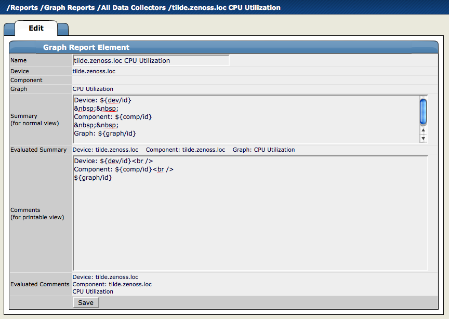 /Reports /Graph Reports /All Data Collectors /tilde.zenoss.loc CPU Utilization
Edit
Graph Report Element
Name tilde.zenoss.loc CPU Utilization
Device tilde.zenoss.loc
Component
Graph CPU Utilization
Summary
(for normal view)
Device: ${dev/id}
&nbsp;&nbsp;
Component: ${comp/id}
&nbsp;&nbsp;
Graph: ${graph/id}
Evaluated Summary Device: tilde.zenoss.loc Component: tilde.zenoss.loc Graph: CPU Utilization
Comments
(for printable view)
Device: ${dev/id}<br />
Component: ${comp/id}<br />
${graph/id}
Evaluated Comments
Device: tilde.zenoss.loc
Component: tilde.zenoss.loc
CPU Utilization
Save